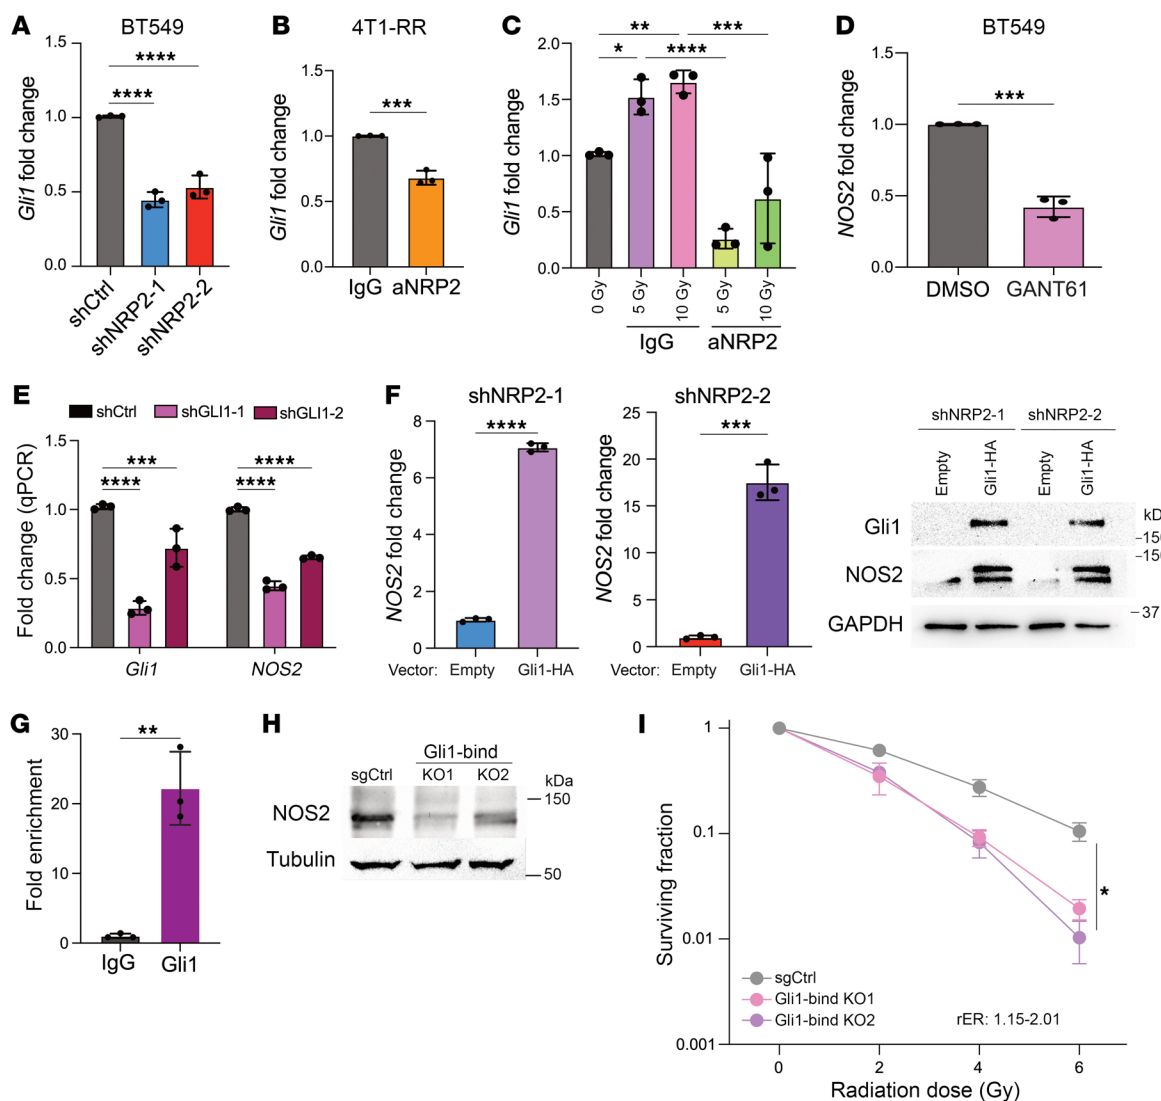 A
BT549
Gli1 fold change
1.5
1.0
0.5
0.0
****
****
shCtrl
shNRP2-1
shNRP2-2
B
4T1-RR
Gli1 fold change
1.5
1.0
0.5
0.0
***
IgG aNRP2
C
Gli1 fold change
2.0
1.5
1.0
0.5
0.0
** ***
* ****
0 Gy
5 Gy
10 Gy
5 Gy
10 Gy
IgG aNRP2
D
BT549
NOS2 fold change
1.5
1.0
0.5
0.0
***
DMSO GANT61
E
shCtrl shGLI1-1 shGLI1-2
Fold change (qPCR)
1.5
1.0
0.5
0.0
*** ****
**** ****
Gli1 NOS2
F
shNRP2-1
NOS2 fold change
8
6
4
2
0
****
Vector: Empty Gli1-HA
shNRP2-2
NOS2 fold change
25
20
15
10
5
0
***
Vector: Empty Gli1-HA
shNRP2-1 shNRP2-2
Empty
Gli1-HA
Empty
Gli1-HA
Gli1
NOS2
GAPDH
kD
–150
–150
–37
G
Fold enrichment
30
20
10
0
**
IgG Gli1
H
Gli1-bind
sgCtrl KO1 KO2
kDa
NOS2
150
Tubulin
50
I
Surviving fraction
1
0.1
0.01
0.001
*
sgCtrl
Gli1-bind KO1
Gli1-bind KO2
rER: 1.15-2.01
0 2 4 6
Radiation dose (Gy)